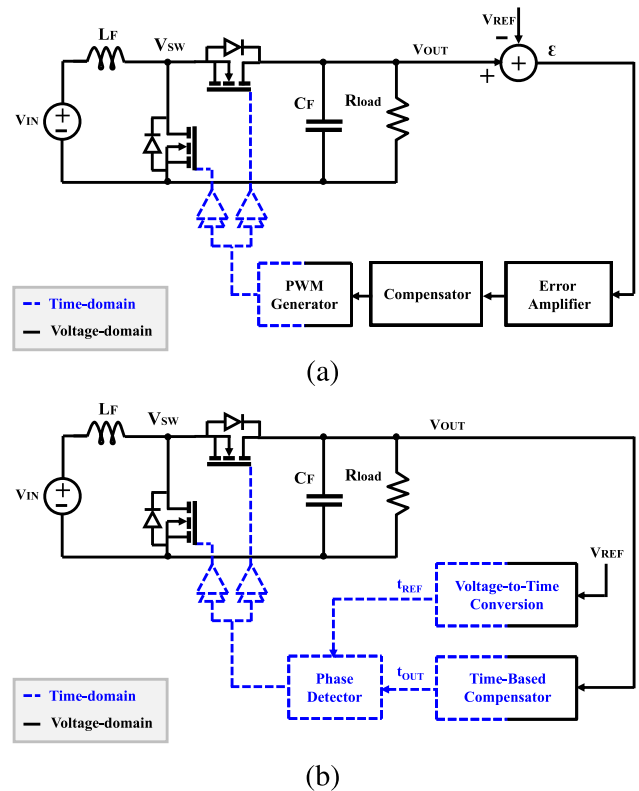 VREF
LF
VSW
VOUT
−
+
ε
VIN
+
−
CF
Rload
PWM
Generator
Compensator
Error
Amplifier
Time-domain
Voltage-domain
(a)
LF
VSW
VOUT
VIN
+
−
CF
Rload
VREF
tREF
Voltage-to-Time
Conversion
Phase
Detector
tOUT
Time-Based
Compensator
Time-domain
Voltage-domain
(b)